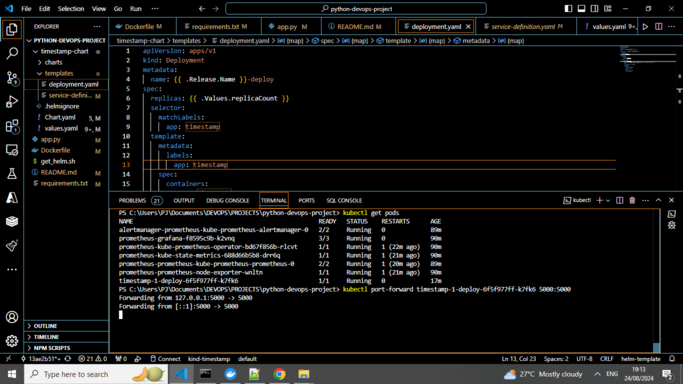 File Edit Selection View Go Run ...
python-devops-project
EXPLORER
PYTHON-DEVOPS-PROJECT
timestamp-chart
charts
templates
deployment.yaml
service-defini... M
.helmignore
Chart.yaml 5, M
values.yaml 9+, M
app.py M
Dockerfile M
get_helm.sh
README.md M
requirements.txt M
OUTLINE
TIMELINE
NPM SCRIPTS
Dockerfile M
requirements.txt M
app.py M
README.md M
deployment.yaml
service-definition.yaml M
values.yaml 9+, M
timestamp-chart > templates > deployment.yaml > {map} > spec > {map} > template > {map} > metadata > {map}
1 apiVersion: apps/v1
2 kind: Deployment
3 metadata:
4 name: {{ .Release.Name }}-deploy
5 spec:
6 replicas: {{ .Values.replicaCount }}
7 selector:
8 matchLabels:
9 app: timestamp
10 template:
11 metadata:
12 labels:
13 app: timestamp
14 spec:
15 containers:
PROBLEMS 21 OUTPUT DEBUG CONSOLE TERMINAL PORTS SQL CONSOLE
kubectl
PS C:\Users\PJ\Documents\DEVOPS\PROJECTS\python-devops-project> kubectl get pods
NAME READY STATUS RESTARTS AGE
alertmanager-prometheus-kube-prometheus-alertmanager-0 2/2 Running 0 89m
prometheus-grafana-f8595c9b-k2vnq 3/3 Running 0 90m
prometheus-kube-prometheus-operator-bd67f856b-rlcvt 1/1 Running 1 (22m ago) 90m
prometheus-kube-state-metrics-688d66b5b8-drr6q 1/1 Running 1 (21m ago) 90m
prometheus-prometheus-kube-prometheus-prometheus-0 2/2 Running 1 (20m ago) 89m
prometheus-prometheus-node-exporter-wnltn 1/1 Running 1 (21m ago) 90m
timestamp-1-deploy-6f5f977ff-k7fk6 1/1 Running 0 17m
PS C:\Users\PJ\Documents\DEVOPS\PROJECTS\python-devops-project> kubectl port-forward timestamp-1-deploy-6f5f977ff-k7fk6 5000:5000
Forwarding from 127.0.0.1:5000 -> 5000
Forwarding from [::1]:5000 -> 5000
13ae2b51*+ 21 0 0 Connect kind-timestamp default
Ln 13, Col 23 Spaces: 2 UTF-8 CRLF helm-template
Type here to search
27°C Mostly cloudy ENG
19:13
24/08/2024